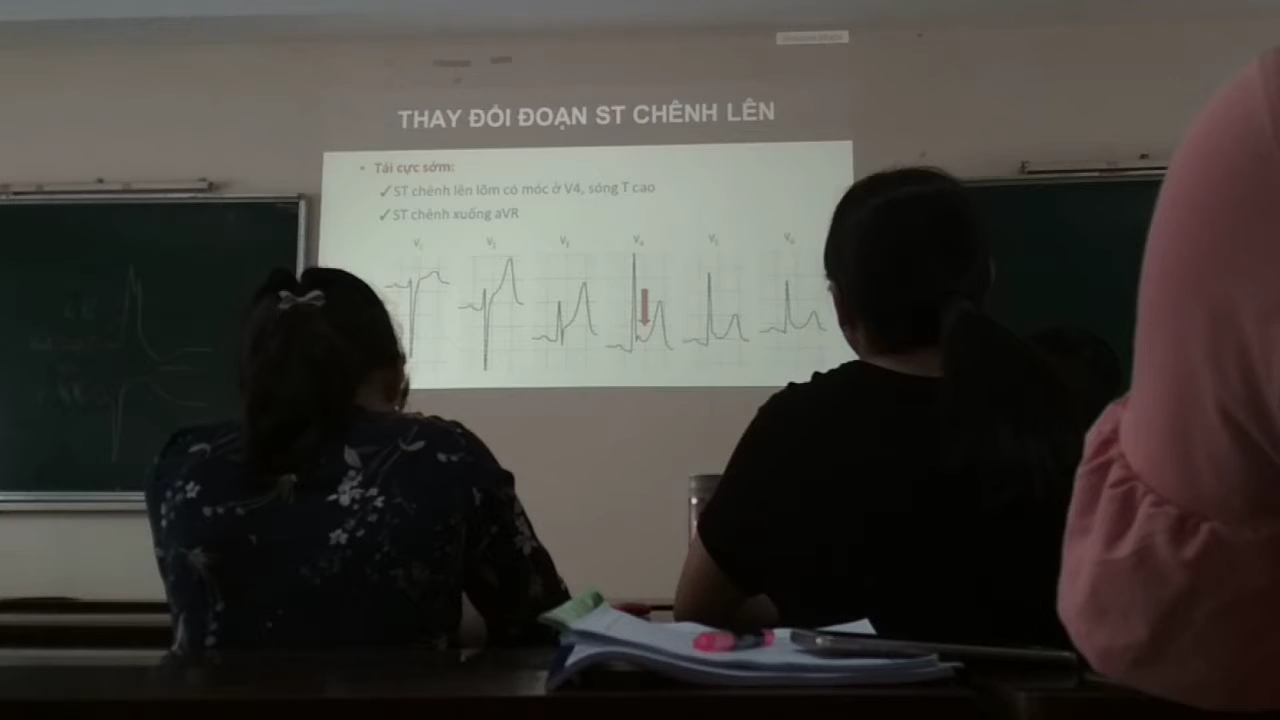 THAY ĐỔI ĐOẠN ST CHÊNH LÊN
• Tái cực sớm:
✓ST chênh lên lõm có móc ở V4, sóng T cao
✓ST chênh xuống aVR
V₁ V₂ V₃ V₄ V₅ V₆